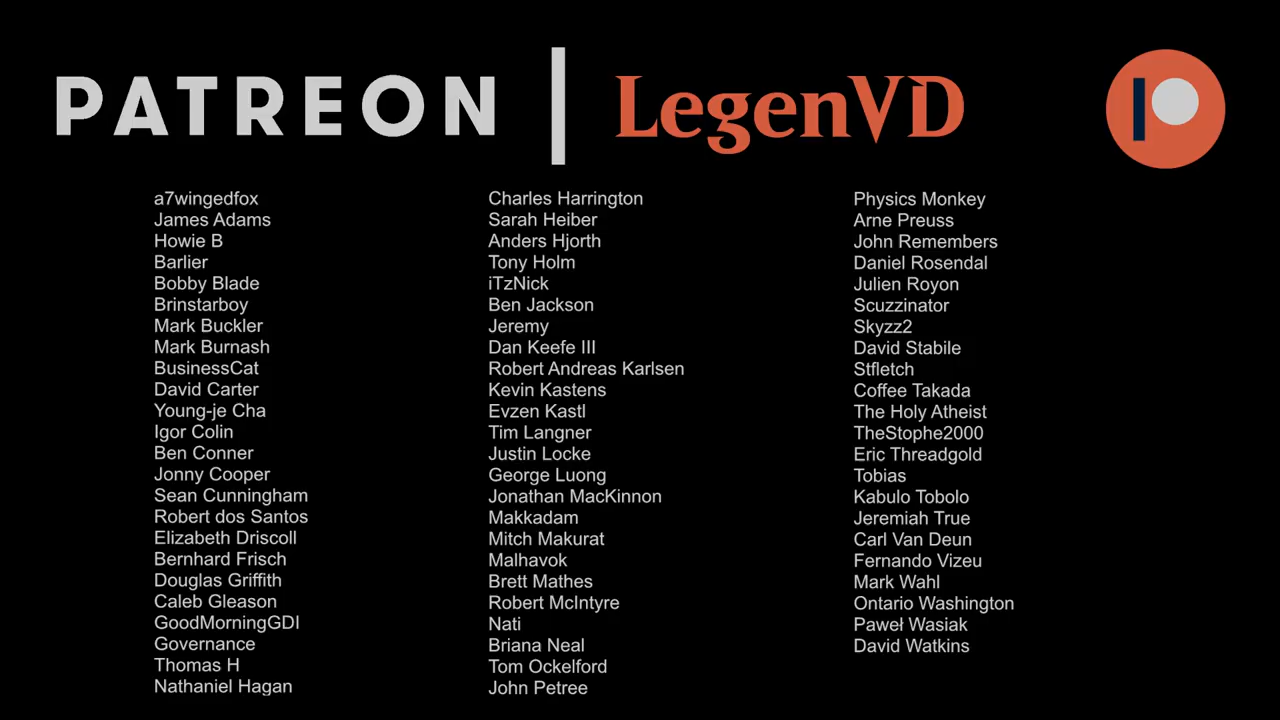 PATREON | LegenVD
a7wingedfox
James Adams
Howie B
Barlier
Bobby Blade
Brinstarboy
Mark Buckler
Mark Burnash
BusinessCat
David Carter
Young-je Cha
Igor Colin
Ben Conner
Jonny Cooper
Sean Cunningham
Robert dos Santos
Elizabeth Driscoll
Bernhard Frisch
Douglas Griffith
Caleb Gleason
GoodMorningGDI
Governance
Thomas H
Nathaniel Hagan
Charles Harrington
Sarah Heiber
Anders Hjorth
Tony Holm
iTzNick
Ben Jackson
Jeremy
Dan Keefe III
Robert Andreas Karlsen
Kevin Kastens
Evzen Kastl
Tim Langner
Justin Locke
George Luong
Jonathan MacKinnon
Makkadam
Mitch Makurat
Malhavok
Brett Mathes
Robert McIntyre
Nati
Briana Neal
Tom Ockelford
John Petree
Physics Monkey
Arne Preuss
John Remembers
Daniel Rosendal
Julien Royon
Scuzzinator
Skyzz2
David Stabile
Stfletch
Coffee Takada
The Holy Atheist
TheStophe2000
Eric Threadgold
Tobias
Kabulo Tobolo
Jeremiah True
Carl Van Deun
Fernando Vizeu
Mark Wahl
Ontario Washington
Paweł Wasiak
David Watkins